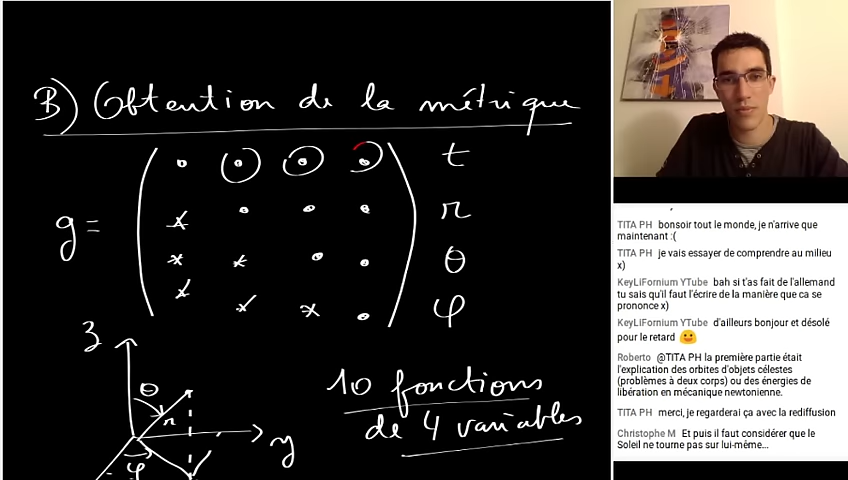 B) Obtention de la métrique
g =
t
r
θ
φ
z
θ
r
y
φ
10 fonctions
de 4 variables
TITA PH bonsoir tout le monde, je n'arrive que
maintenant :(
TITA PH je vais essayer de comprendre au milieu
x)
KeyLiFornium YTube bah si t'as fait de l'allemand
tu sais qu'il faut l'écrire de la manière que ca se
prononce x)
KeyLiFornium YTube d'ailleurs bonjour et désolé
pour le retard
Roberto @TITA PH la première partie était
l'explication des orbites d'objets célestes
(problèmes à deux corps) ou des énergies de
libération en mécanique newtonienne.
TITA PH merci, je regarderai ça avec la rediffusion
Christophe M Et puis il faut considérer que le
Soleil ne tourne pas sur lui-même...